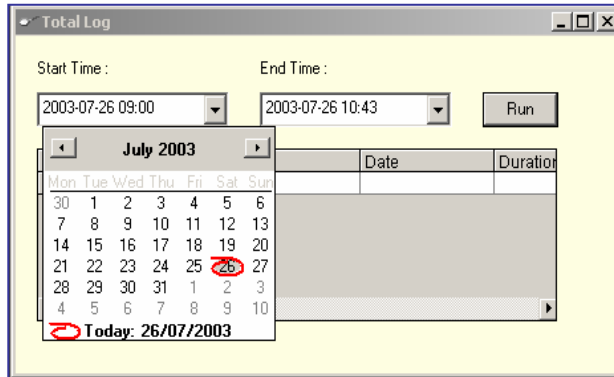 Total Log
Start Time : End Time :
2003-07-26 09:00 2003-07-26 10:43 Run
July 2003 Date Duration
Mon Tue Wed Thu Fri Sat Sun
30 1 2 3 4 5 6
7 8 9 10 11 12 13
14 15 16 17 18 19 20
21 22 23 24 25 26 27
28 29 30 31 1 2 3
4 5 6 7 8 9 10
Today: 26/07/2003